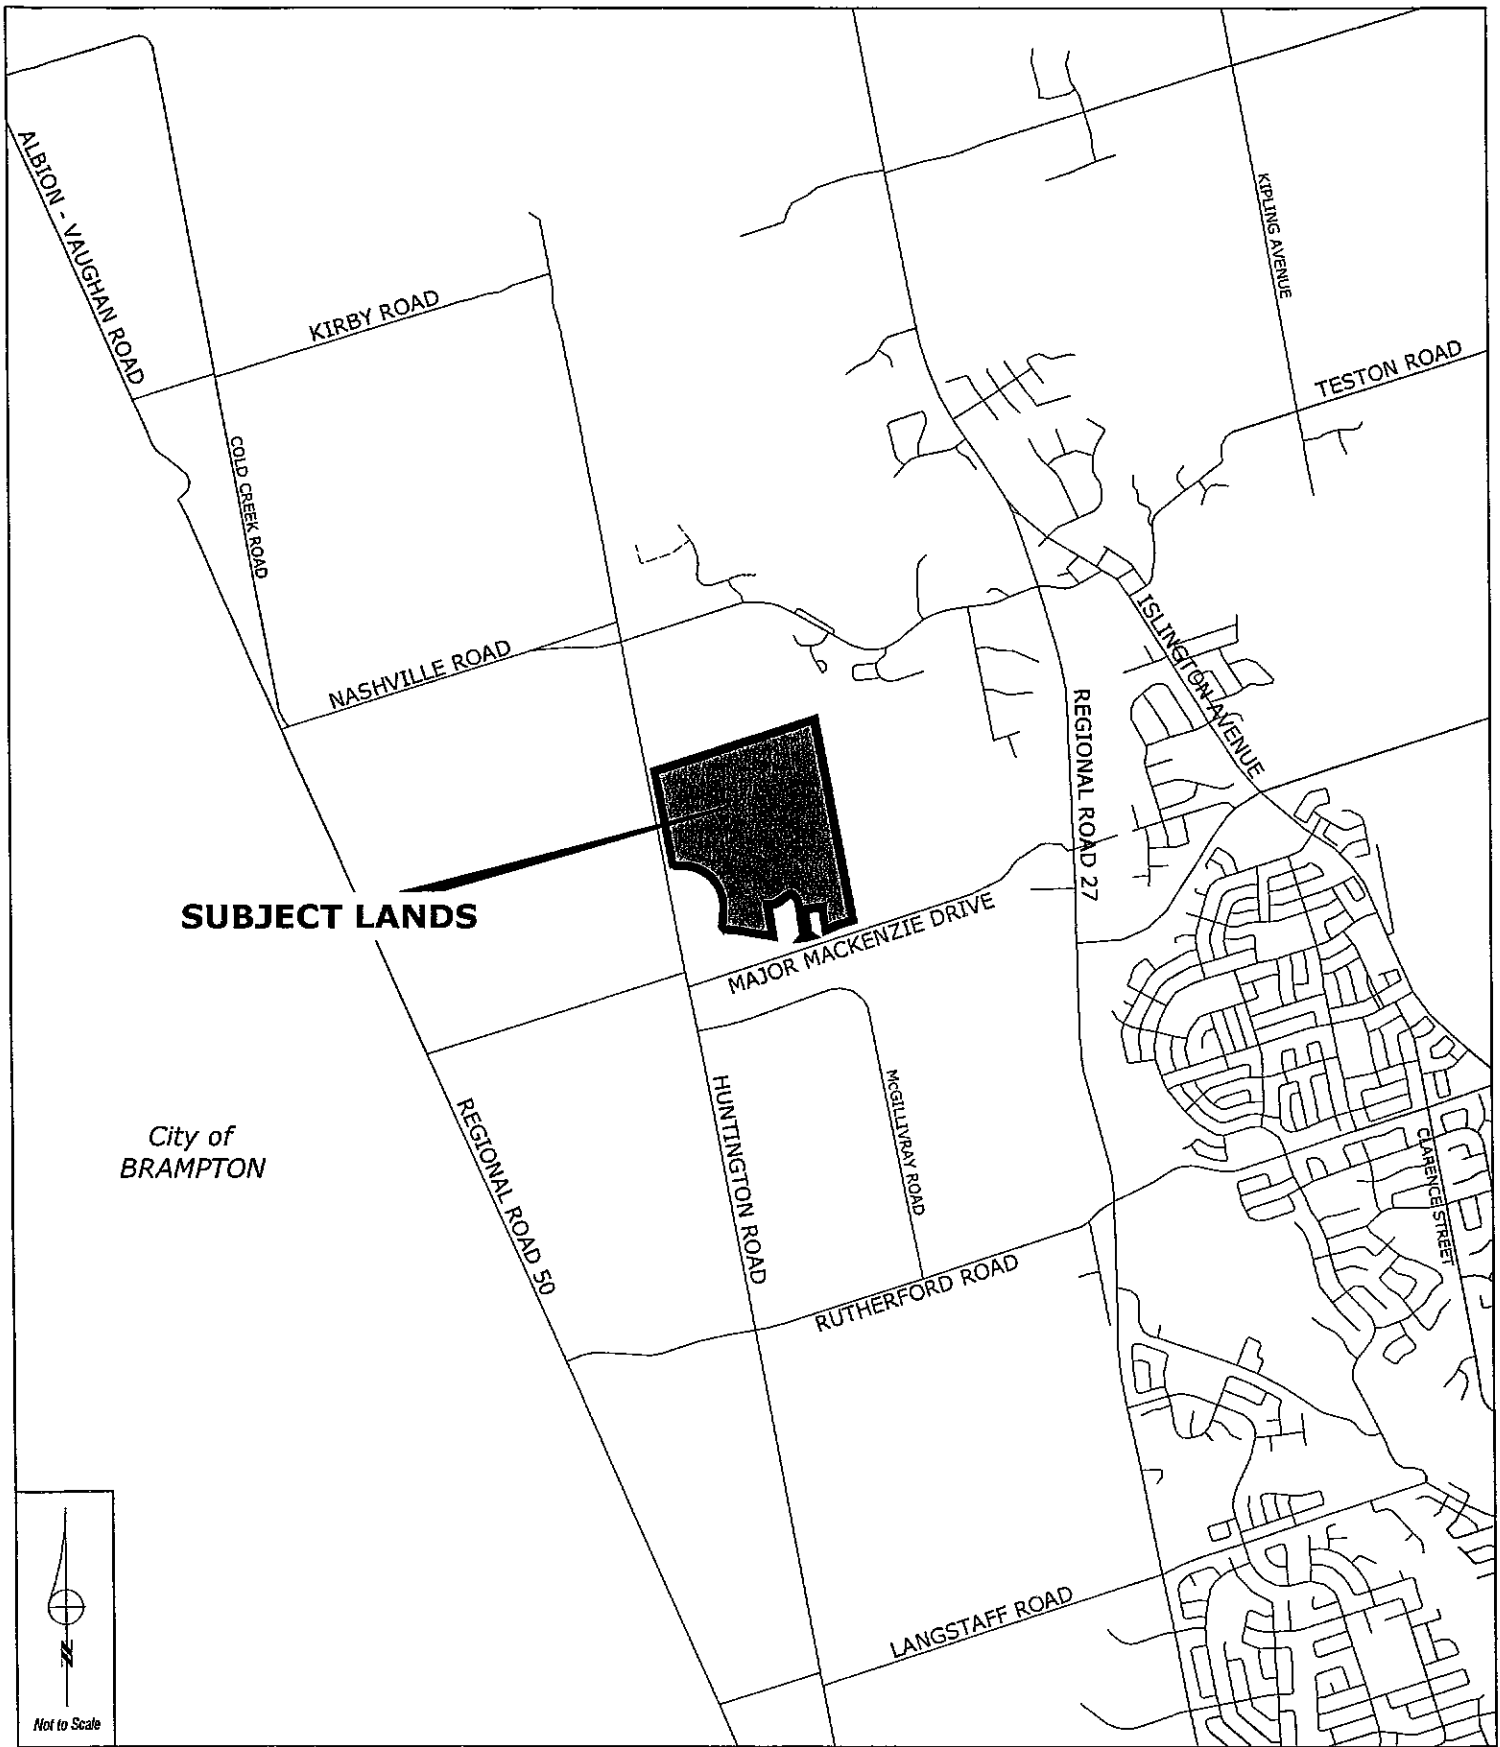 ALBION - VAUGHAN ROAD
KIRBY ROAD
KIPLING AVENUE
TESTON ROAD
COLD CREEK ROAD
NASHVILLE ROAD
ISLINGTON AVENUE
REGIONAL ROAD 27
SUBJECT LANDS
MAJOR MACKENZIE DRIVE
City of
BRAMPTON
REGIONAL ROAD 50
HUNTINGTON ROAD
McGILLIVRAY ROAD
CLARENCE STREET
RUTHERFORD ROAD
LANGSTAFF ROAD
N
Not to Scale